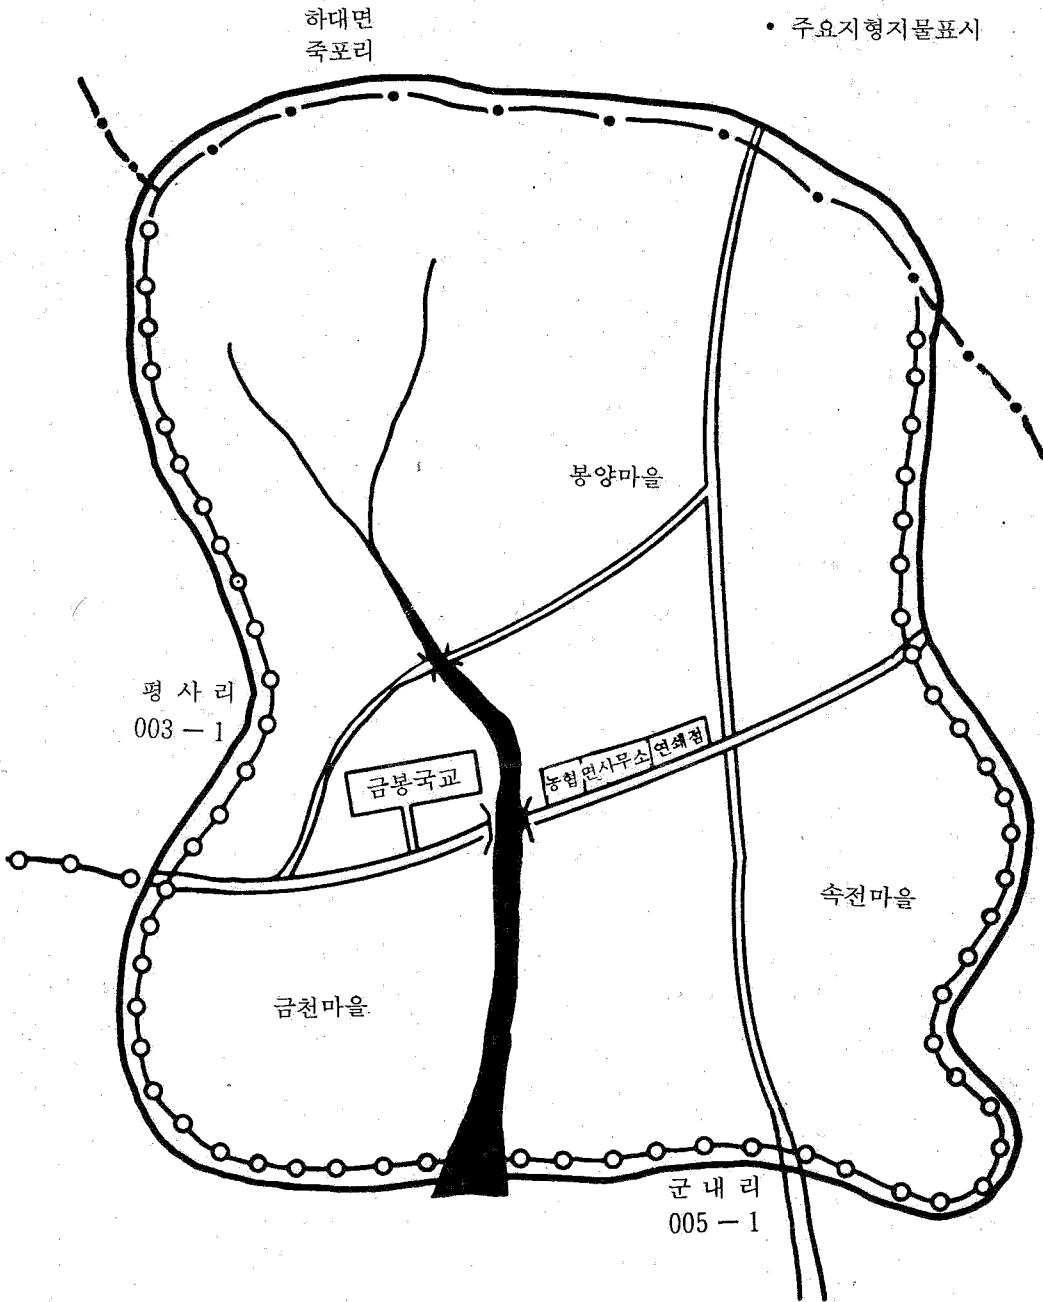 하대면
죽포리
• 주요지형지물표시
봉양마을
평 사 리
003 - 1
금봉국교
농협 면사무소 연쇄점
속전마을
금천마을
군 내 리
005 - 1